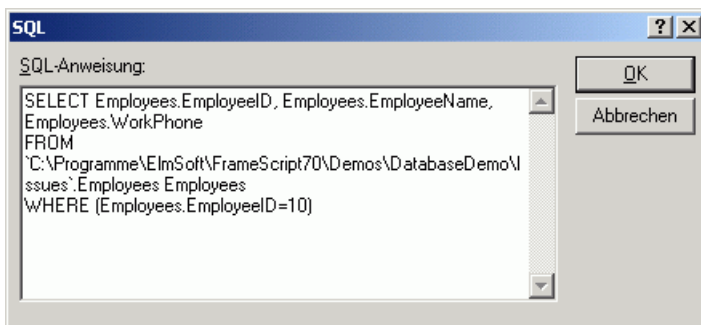 SQL
SQL-Anweisung:
OK
SELECT Employees.EmployeeID, Employees.EmployeeName,
Employees.WorkPhone
FROM
`C:\Programme\ElmSoft\FrameScript70\Demos\DatabaseDemo\I
ssues`.Employees Employees
WHERE (Employees.EmployeeID=10)
Abbrechen